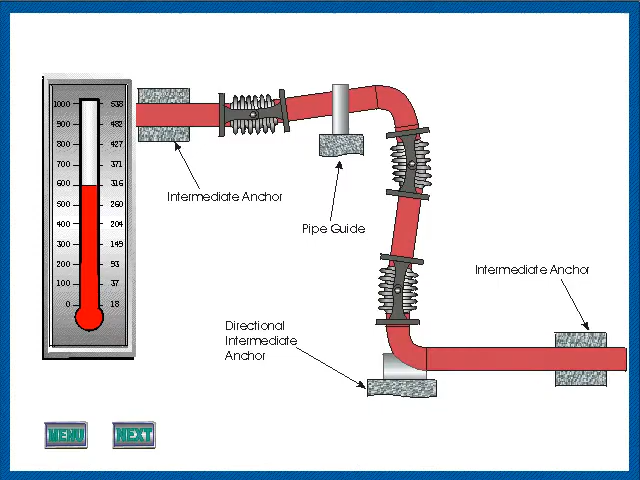 1000 538
900 482
800 427
700 371
600 316
500 260
400 204
300 149
200 93
100 37
0 18
Intermediate Anchor
Pipe Guide
Intermediate Anchor
Directional
Intermediate
Anchor
MENU NEXT